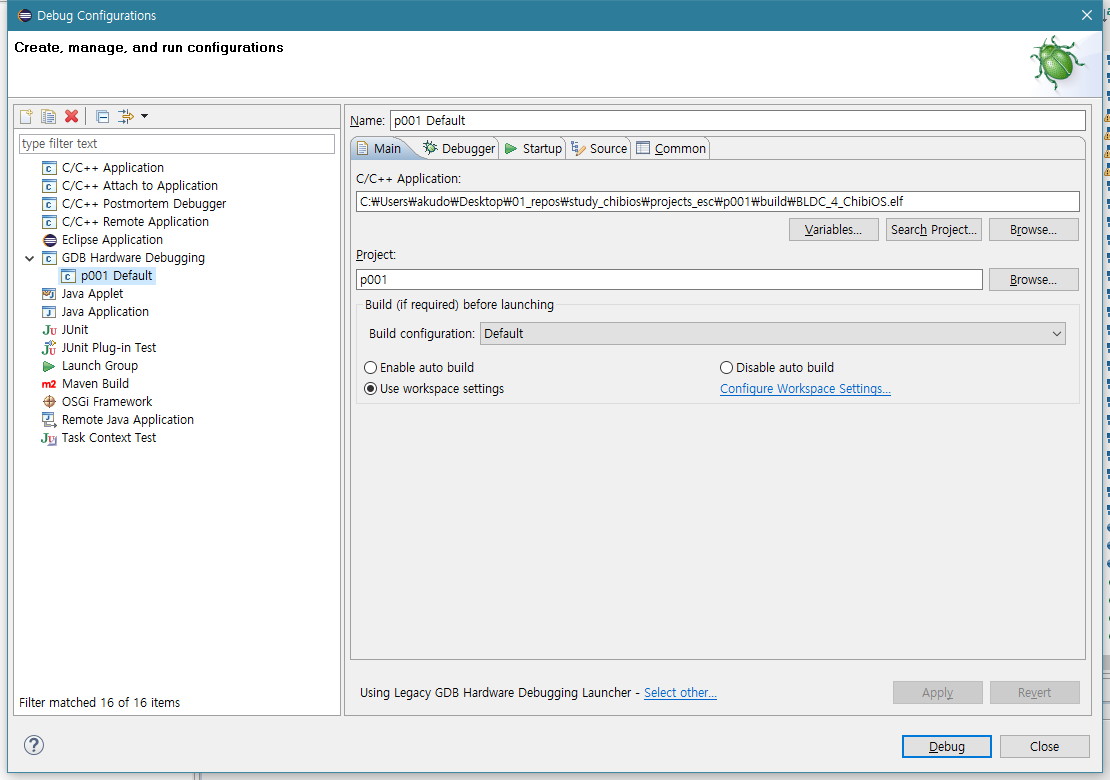 Debug Configurations
Create, manage, and run configurations
type filter text
C/C++ Application
C/C++ Attach to Application
C/C++ Postmortem Debugger
C/C++ Remote Application
Eclipse Application
GDB Hardware Debugging
p001 Default
Java Applet
Java Application
JUnit
JUnit Plug-in Test
Launch Group
Maven Build
OSGi Framework
Remote Java Application
Task Context Test
Filter matched 16 of 16 items
Name: p001 Default
Main Debugger Startup Source Common
C/C++ Application:
C:₩Users₩akudo₩Desktop₩01_repos₩study_chibios₩projects_esc₩p001₩build₩BLDC_4_ChibiOS.elf
Variables... Search Project... Browse...
Project:
p001 Browse...
Build (if required) before launching
Build configuration: Default
Enable auto build Disable auto build
Use workspace settings Configure Workspace Settings...
Using Legacy GDB Hardware Debugging Launcher - Select other... Apply Revert
? Debug Close